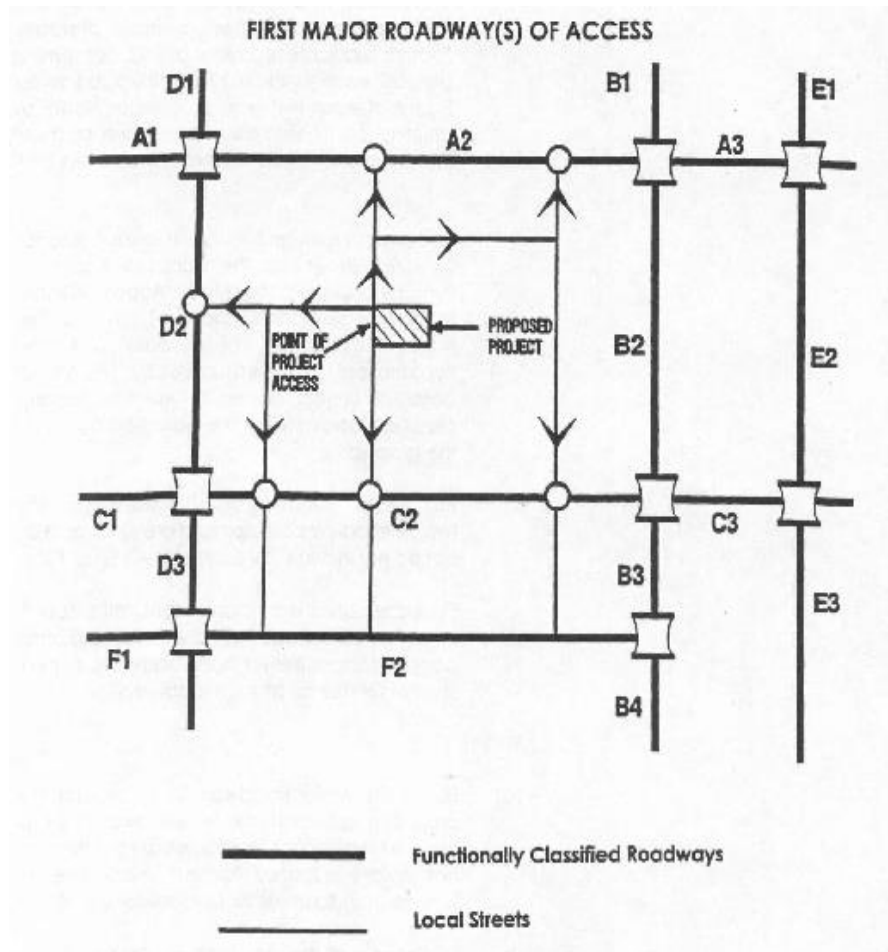 FIRST MAJOR ROADWAY(S) OF ACCESS
D1
B1
E1
A1
A2
A3
D2
POINT OF
PROJECT
ACCESS
PROPOSED
PROJECT
B2
E2
C1
C2
C3
D3
B3
E3
F1
F2
B4
Functionally Classified Roadways
Local Streets